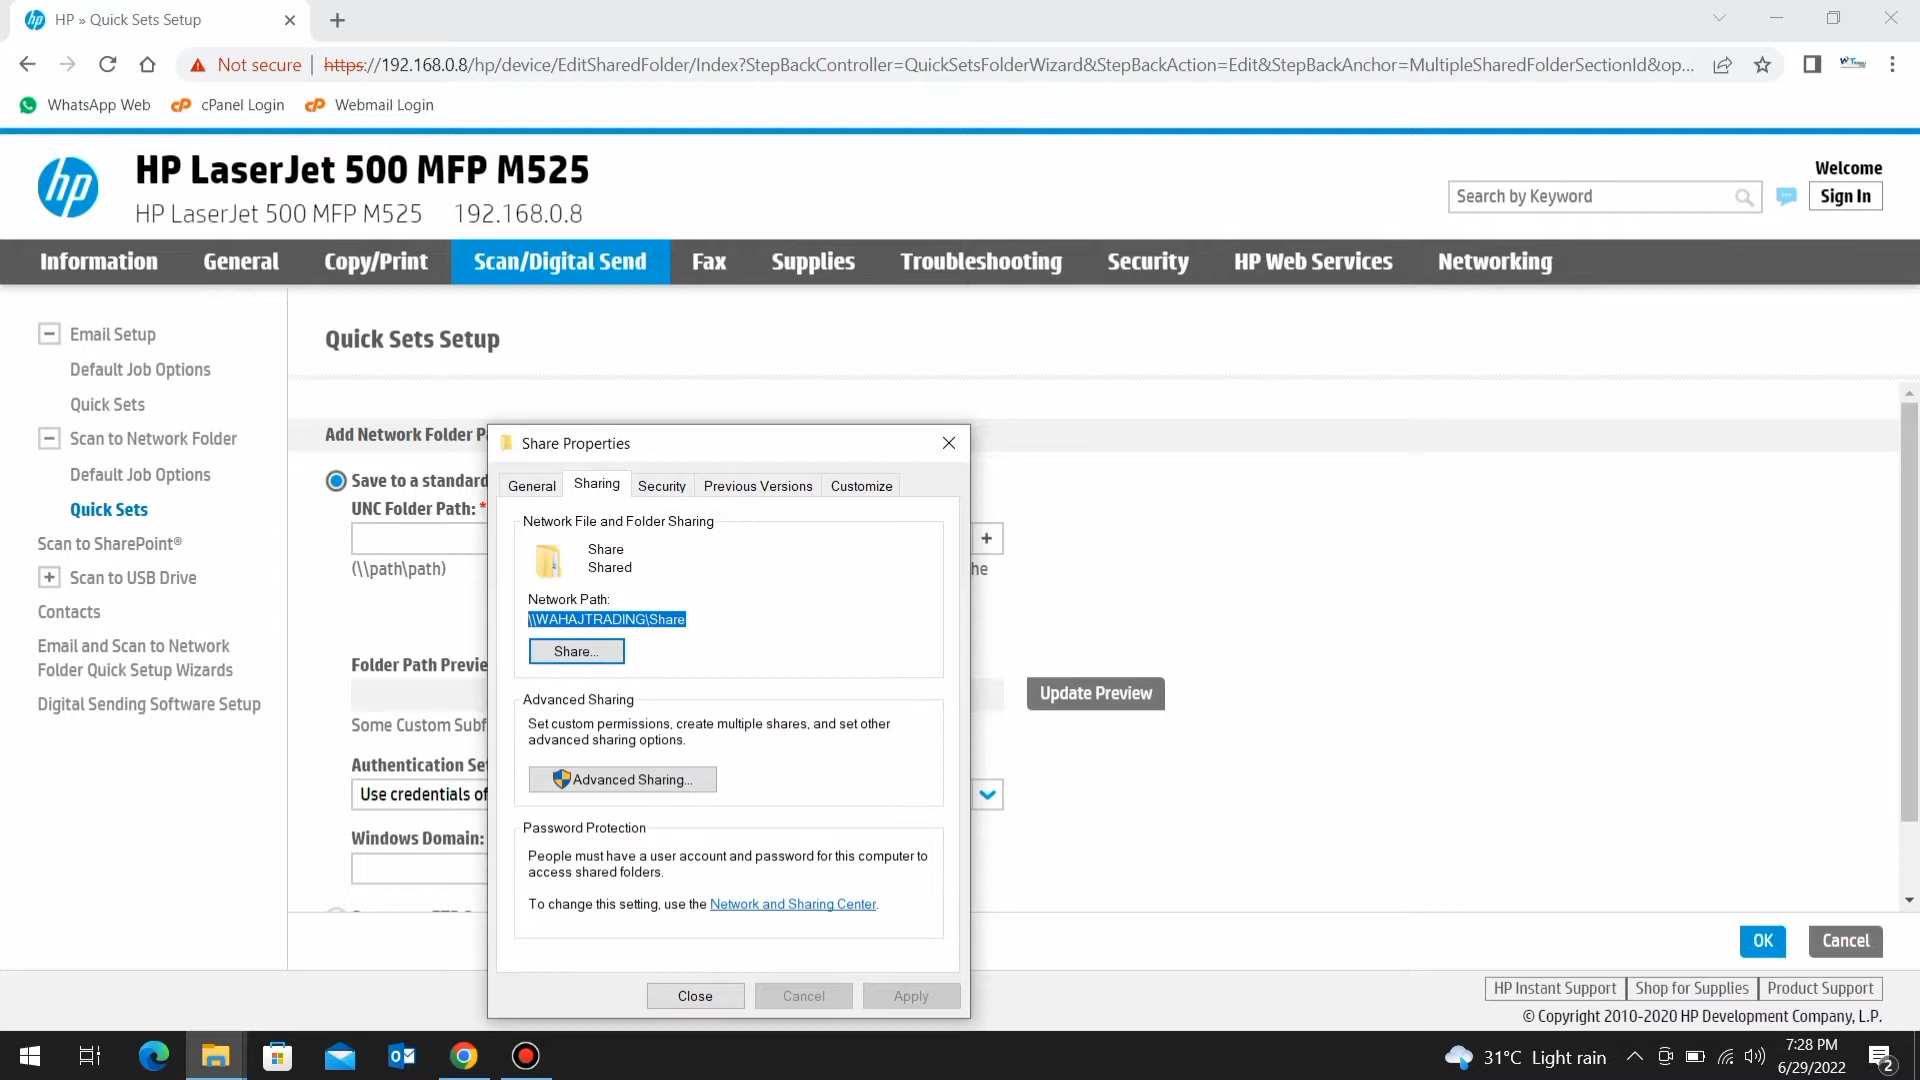 HP » Quick Sets Setup
Not secure
https://192.168.0.8/hp/device/EditSharedFolder/Index?StepBackController=QuickSetsFolderWizard&StepBackAction=Edit&StepBackAnchor=MultipleSharedFolderSectionId&op...
WhatsApp Web
cPanel Login
Webmail Login
HP LaserJet 500 MFP M525
HP LaserJet 500 MFP M525 192.168.0.8
Welcome
Search by Keyword
Sign In
Information
General
Copy/Print
Scan/Digital Send
Fax
Supplies
Troubleshooting
Security
HP Web Services
Networking
Email Setup
Default Job Options
Quick Sets
Scan to Network Folder
Default Job Options
Quick Sets
Scan to SharePoint®
Scan to USB Drive
Contacts
Email and Scan to Network
Folder Quick Setup Wizards
Digital Sending Software Setup
Quick Sets Setup
Add Network Folder P
Save to a standard
UNC Folder Path: *
(\\path\path)
he
Folder Path Previe
Update Preview
Some Custom Subf
Authentication Se
Use credentials of
Windows Domain:
Share Properties
General
Sharing
Security
Previous Versions
Customize
Network File and Folder Sharing
Share
Shared
Network Path:
\\WAHAJTRADING\Share
Share...
Advanced Sharing
Set custom permissions, create multiple shares, and set other
advanced sharing options.
Advanced Sharing...
Password Protection
People must have a user account and password for this computer to
access shared folders.
To change this setting, use the Network and Sharing Center.
Close
Cancel
Apply
OK
Cancel
HP Instant Support
Shop for Supplies
Product Support
© Copyright 2010-2020 HP Development Company, L.P.
31°C Light rain
7:28 PM
6/29/2022
2